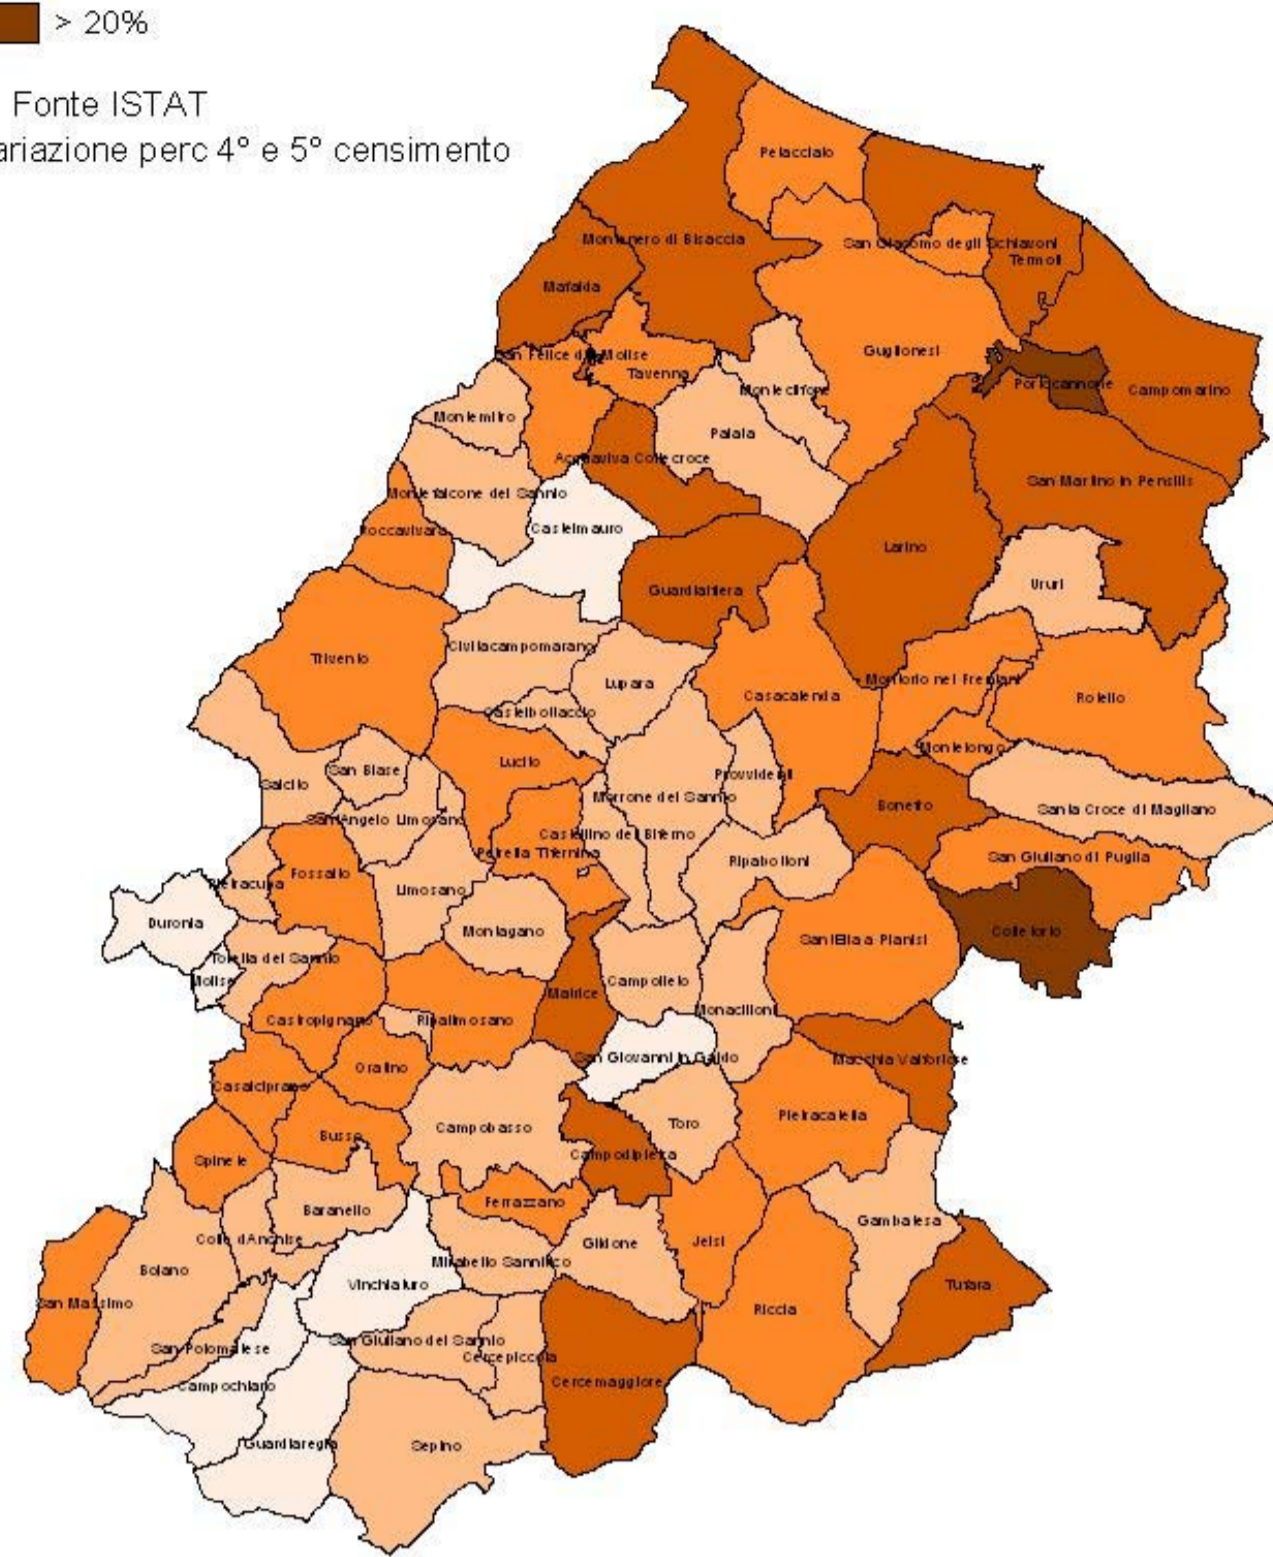 > 20%
Fonte ISTAT
ariazione perc 4° e 5° censimento
Petacciato
Montenero di Bisaccia
San Giacomo degli Schiavoni
Termoli
Mafalda
Guglionesi
San Felice del Molise
Tavenna
Portocannone
Campomarino
Montecilfone
Montemitro
Palata
Acquaviva Collecroce
San Martino in Pensilis
Montefalcone del Sannio
Roccavivara
Castelmauro
Larino
Guardialfiera
Ururi
Civitacampomarano
Trivento
Lupara
Casacalenda
Montorio nei Frentani
Rotello
Castelbottaccio
Montelongo
Lucito
San Biase
Provvidenti
Salcito
Morrone del Sannio
Bonefro
Santa Croce di Magliano
Sant'Angelo Limosano
Castellino del Biferno
Petrella Tifernina
Ripabottoni
San Giuliano di Puglia
Fossalto
Pietracupa
Limosano
Duronia
Montagano
Sant'Elia a Pianisi
Colletorto
Torella del Sannio
Molise
Matrice
Campolieto
Monacilioni
Castropignano
Ripalimosano
San Giovanni in Galdo
Macchia Valfortore
Oratino
Casalciprano
Pietracatella
Toro
Campobasso
Busso
Campodipietra
Spinete
Ferrazzano
Baranello
Gambatesa
Colle d'Anchise
Jelsi
Gildone
Mirabello Sannitico
Bojano
Vinchiaturo
Tufara
San Massimo
Riccia
San Giuliano del Sannio
San Polomatese
Cercepiccola
Campochiaro
Cercemaggiore
Guardiaregia
Sepino